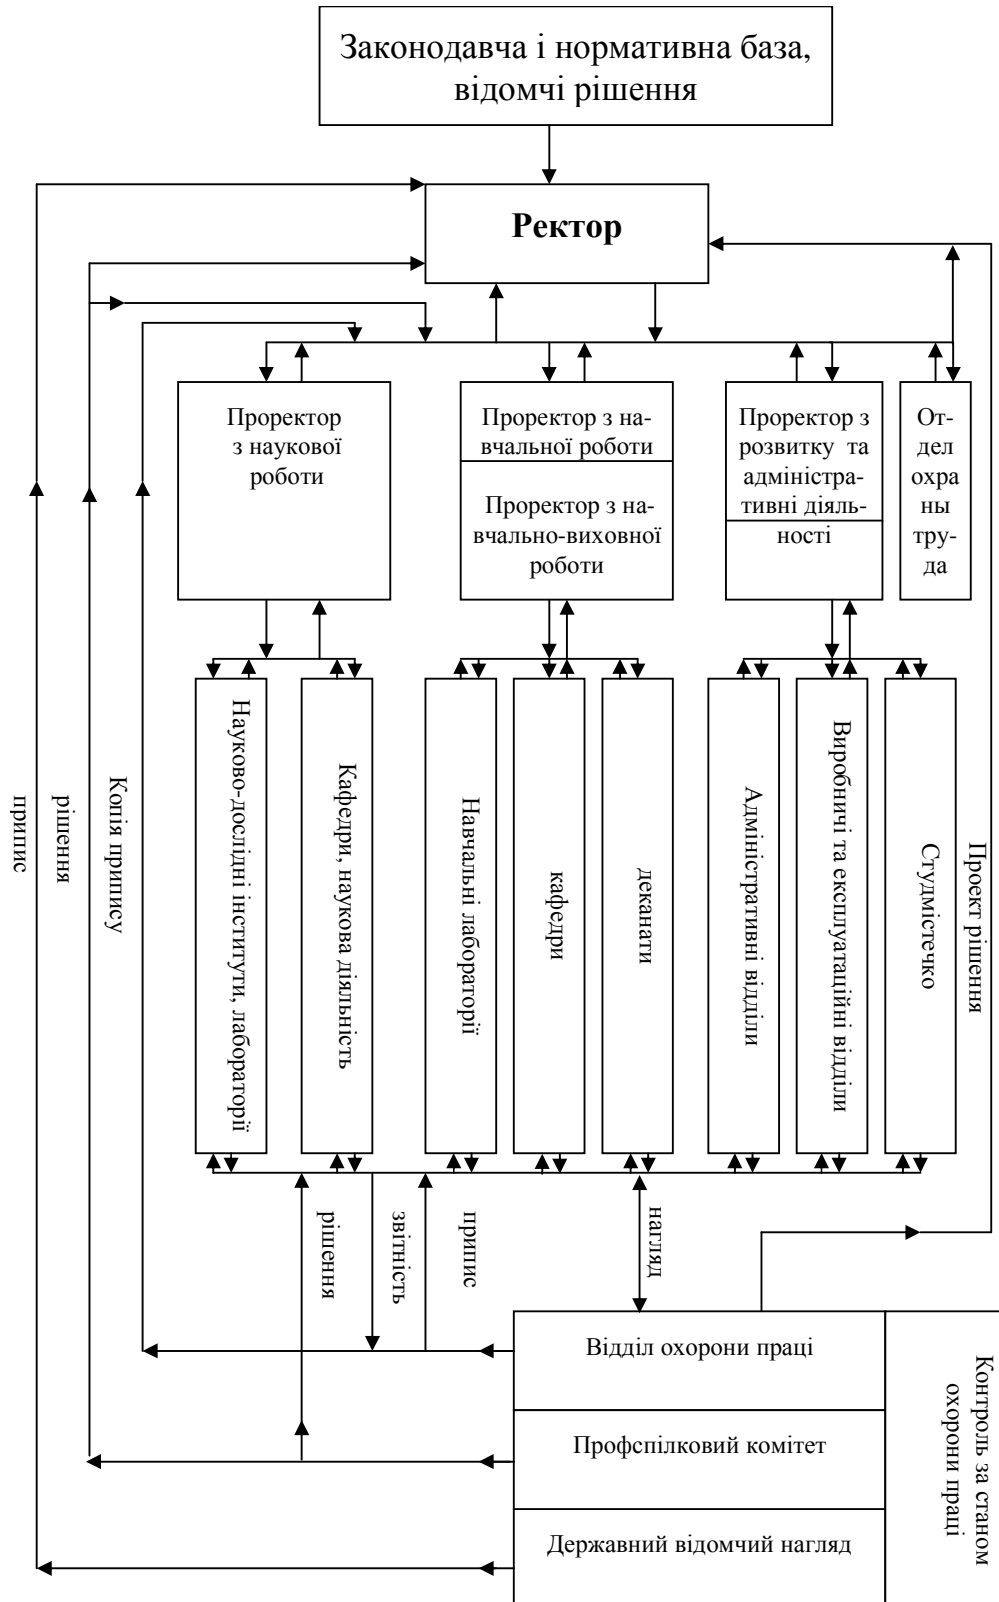 Законодавча і нормативна база,
відомчі рішення
Ректор
Проректор
з наукової
роботи
Проректор з на-
вчальної роботи
Проректор з на-
вчально-виховної
роботи
Проректор з
розвитку та
адміністра-
тивні діяль-
ності
От-
дел
охра
ны
тру-
да
припис
рішення
Копія припису
Науково-дослідні інститути, лабораторії
Кафедри, наукова діяльність
Навчальні лабораторії
кафедри
деканати
Адміністративні відділи
Виробничі та експлуатаційні відділи
Студмістечко
Проект рішення
рішення
звітність
припис
нагляд
Відділ охорони праці
Профспілковий комітет
Державний відомчий нагляд
Контроль за станом
охорони праці